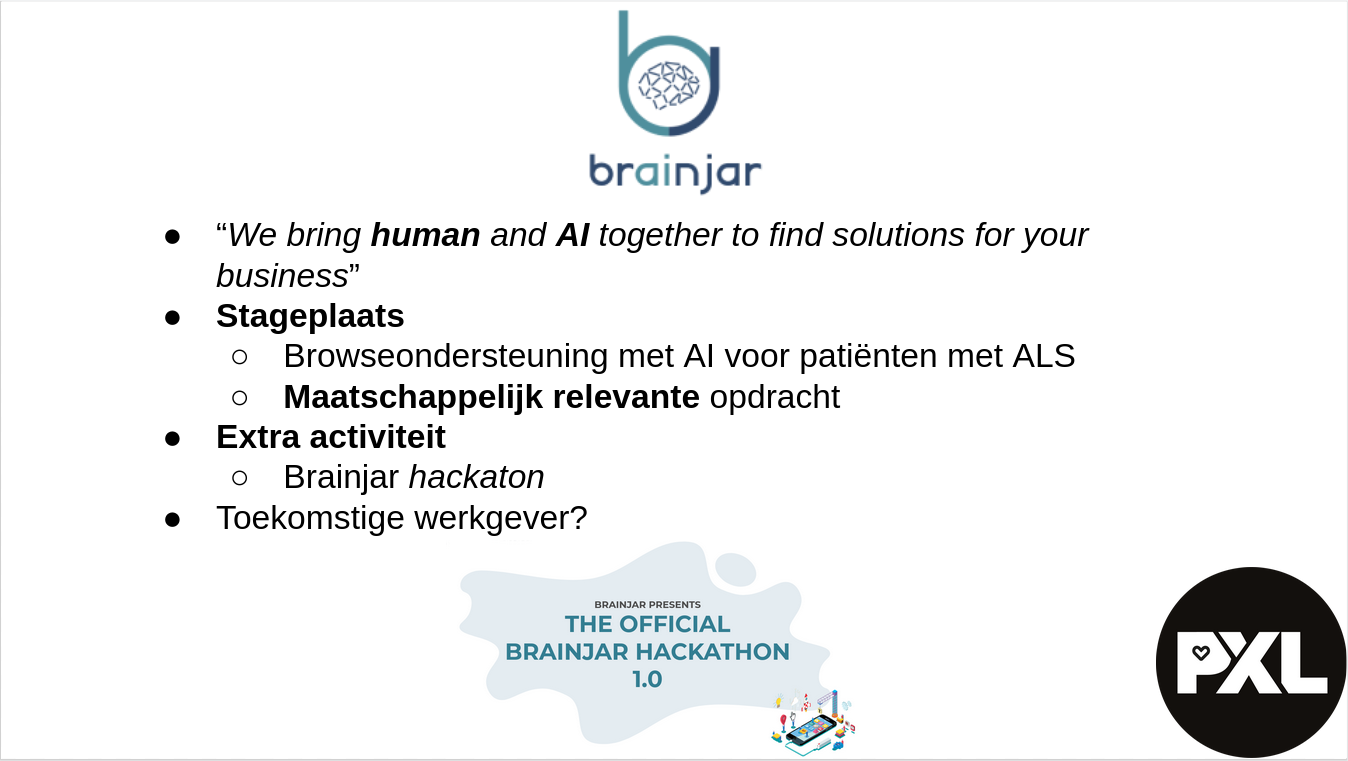 brainjar
● “We bring human and AI together to find solutions for your
business”
● Stageplaats
○ Browseondersteuning met AI voor patiënten met ALS
○ Maatschappelijk relevante opdracht
● Extra activiteit
○ Brainjar hackaton
● Toekomstige werkgever?
BRAINJAR PRESENTS
THE OFFICIAL
BRAINJAR HACKATHON
1.0
PXL